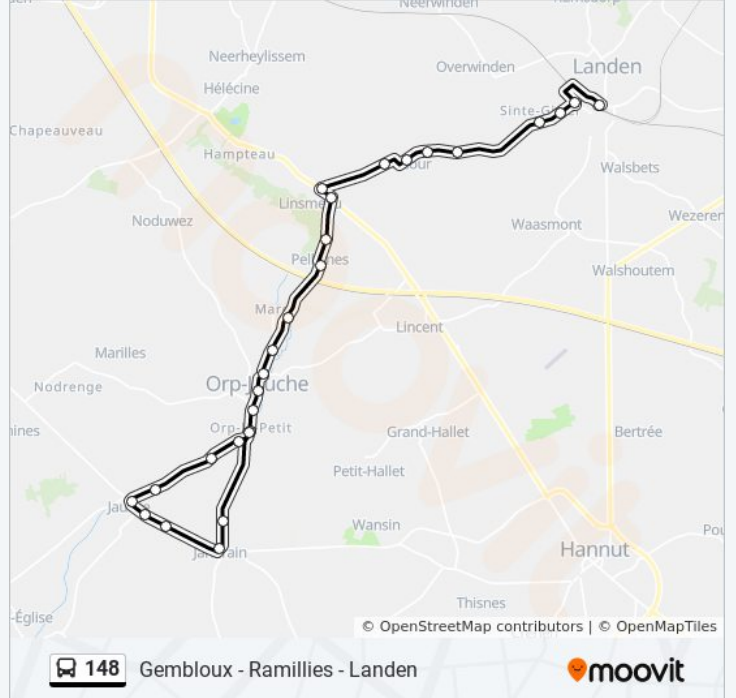 Neerwinden
Neerheylissem
Overwinden
Landen
Hélécine
Chapeauveau
Hampteau
Walsbets
Linsmeau
Noduwez
Waasmont
Wezeren
Pellaines
Walshoutem
Lincent
Marilles
Orp-Jauche
Nodrenge
Orp-le-Petit
Grand-Hallet
Bertrée
Petit-Hallet
Wansin
Jandrain
Hannut
Thisnes
-Église
© OpenStreetMap contributors | © OpenMapTiles
148 Gembloux - Ramillies - Landen
moovit